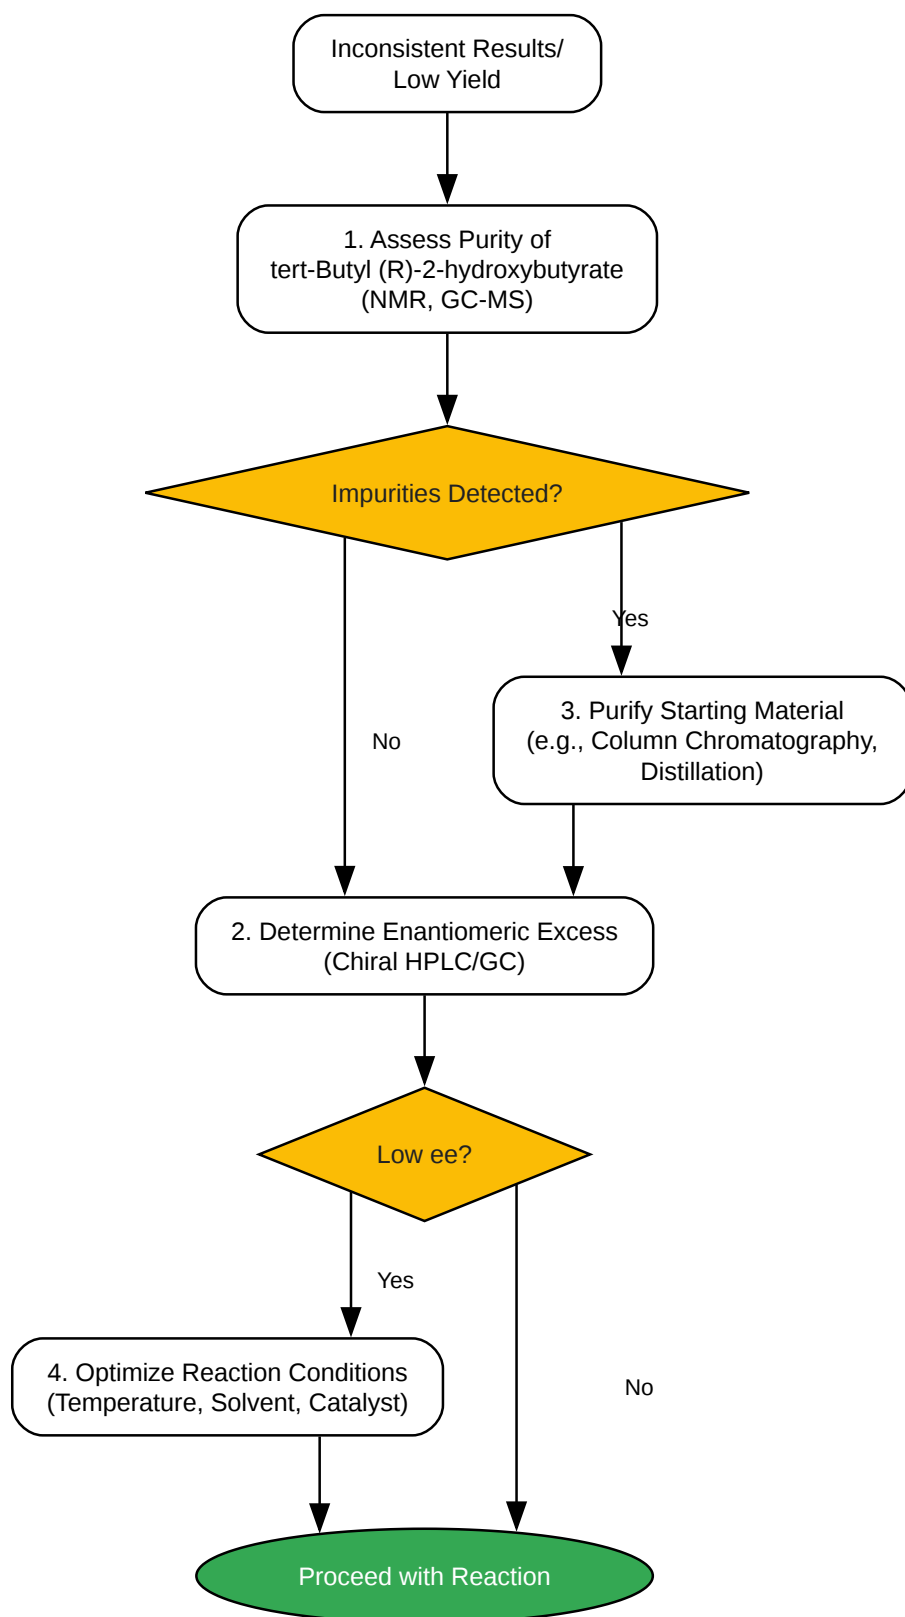 Inconsistent Results/
Low Yield
1. Assess Purity of
tert-Butyl (R)-2-hydroxybutyrate
(NMR, GC-MS)
Impurities Detected?
Yes
3. Purify Starting Material
(e.g., Column Chromatography,
Distillation)
No
2. Determine Enantiomeric Excess
(Chiral HPLC/GC)
Low ee?
Yes
4. Optimize Reaction Conditions
(Temperature, Solvent, Catalyst)
No
Proceed with Reaction